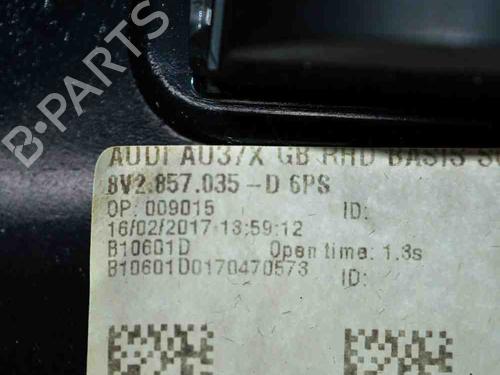 B-PARTS
AUDI AU37X GB RHD BASIS
8V2.857.035-D 6PS
OP: 009015 ID:
16/02/2017 13:59:12
B10601D Open time: 1.3s
B10601D0170470573 ID: